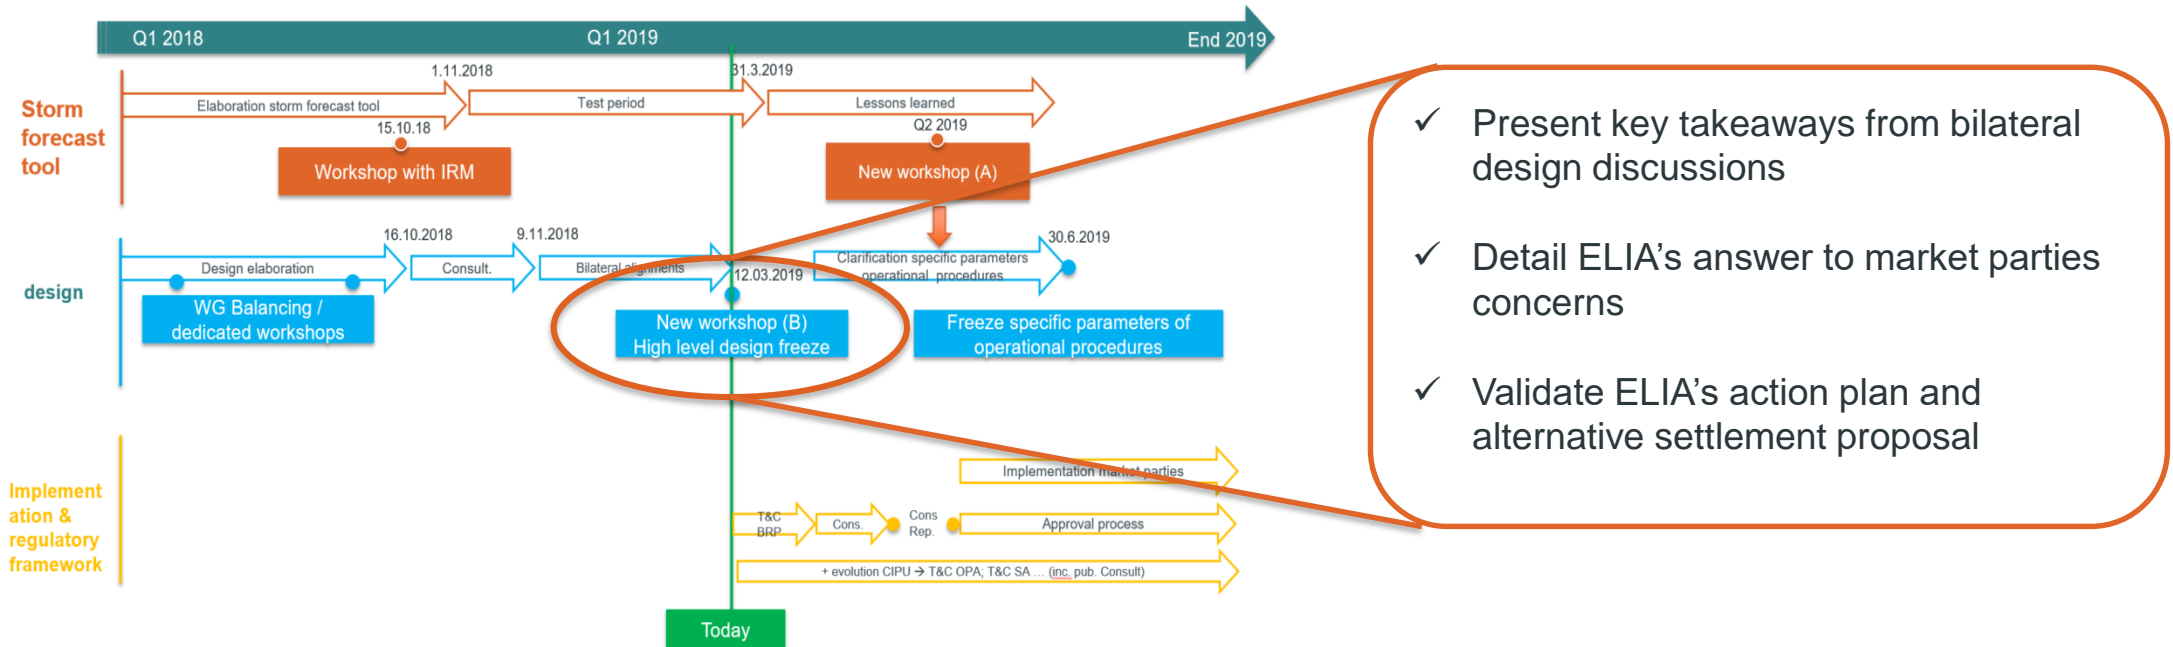 Q1 2018
Q1 2019
End 2019
Storm
forecast
tool
1.11.2018
31.3.2019
Elaboration storm forecast tool
Test period
Lessons learned
15.10.18
Q2 2019
Workshop with IRM
New workshop (A)
design
16.10.2018
9.11.2018
30.6.2019
Design elaboration
Consult.
Bilateral alignments
12.03.2019
Clarification specific parameters
operational procedures
WG Balancing /
dedicated workshops
New workshop (B)
High level design freeze
Freeze specific parameters of
operational procedures
Implement
ation &
regulatory
framework
Implementation market parties
T&C
BRP
Cons.
Cons
Rep.
Approval process
+ evolution CIPU → T&C OPA; T&C SA ... (inc. pub. Consult)
Today
✓ Present key takeaways from bilateral
design discussions
✓ Detail ELIA’s answer to market parties
concerns
✓ Validate ELIA’s action plan and
alternative settlement proposal